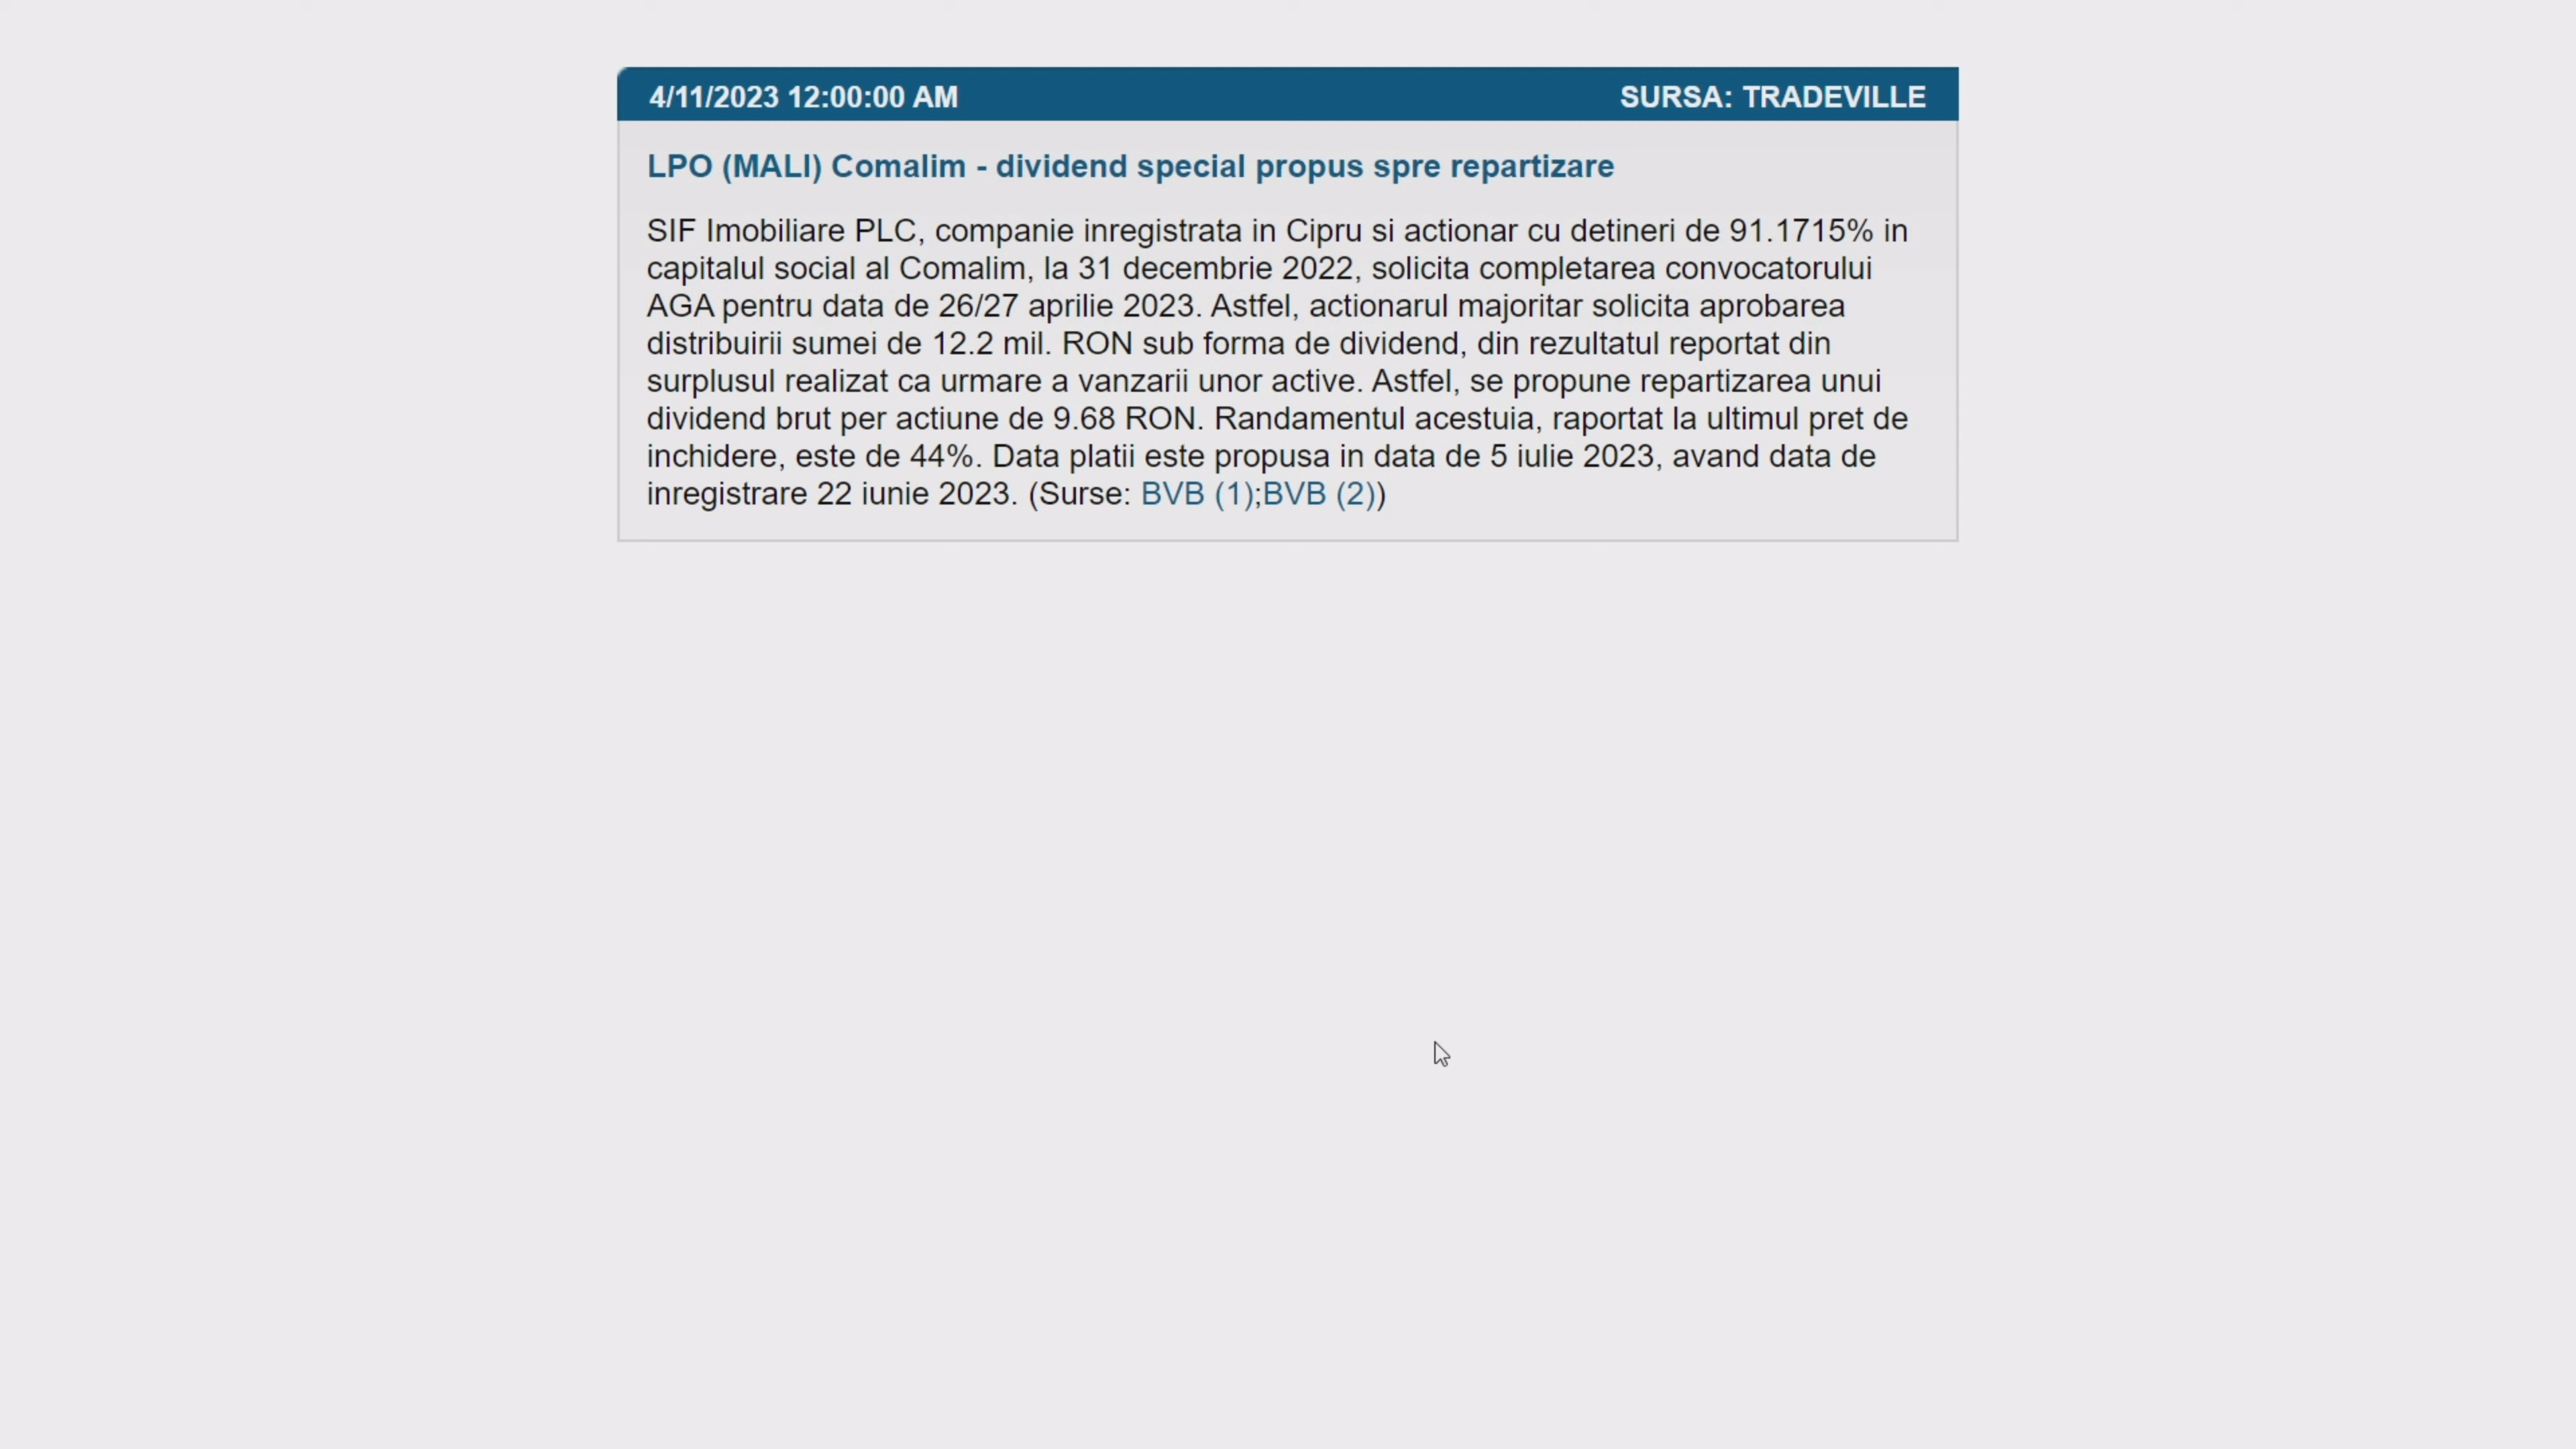 4/11/2023 12:00:00 AM SURSA: TRADEVILLE
LPO (MALI) Comalim - dividend special propus spre repartizare
SIF Imobiliare PLC, companie inregistrata in Cipru si actionar cu detineri de 91.1715% in
capitalul social al Comalim, la 31 decembrie 2022, solicita completarea convocatorului
AGA pentru data de 26/27 aprilie 2023. Astfel, actionarul majoritar solicita aprobarea
distribuirii sumei de 12.2 mil. RON sub forma de dividend, din rezultatul reportat din
surplusul realizat ca urmare a vanzarii unor active. Astfel, se propune repartizarea unui
dividend brut per actiune de 9.68 RON. Randamentul acestuia, raportat la ultimul pret de
inchidere, este de 44%. Data platii este propusa in data de 5 iulie 2023, avand data de
inregistrare 22 iunie 2023. (Surse: BVB (1);BVB (2))